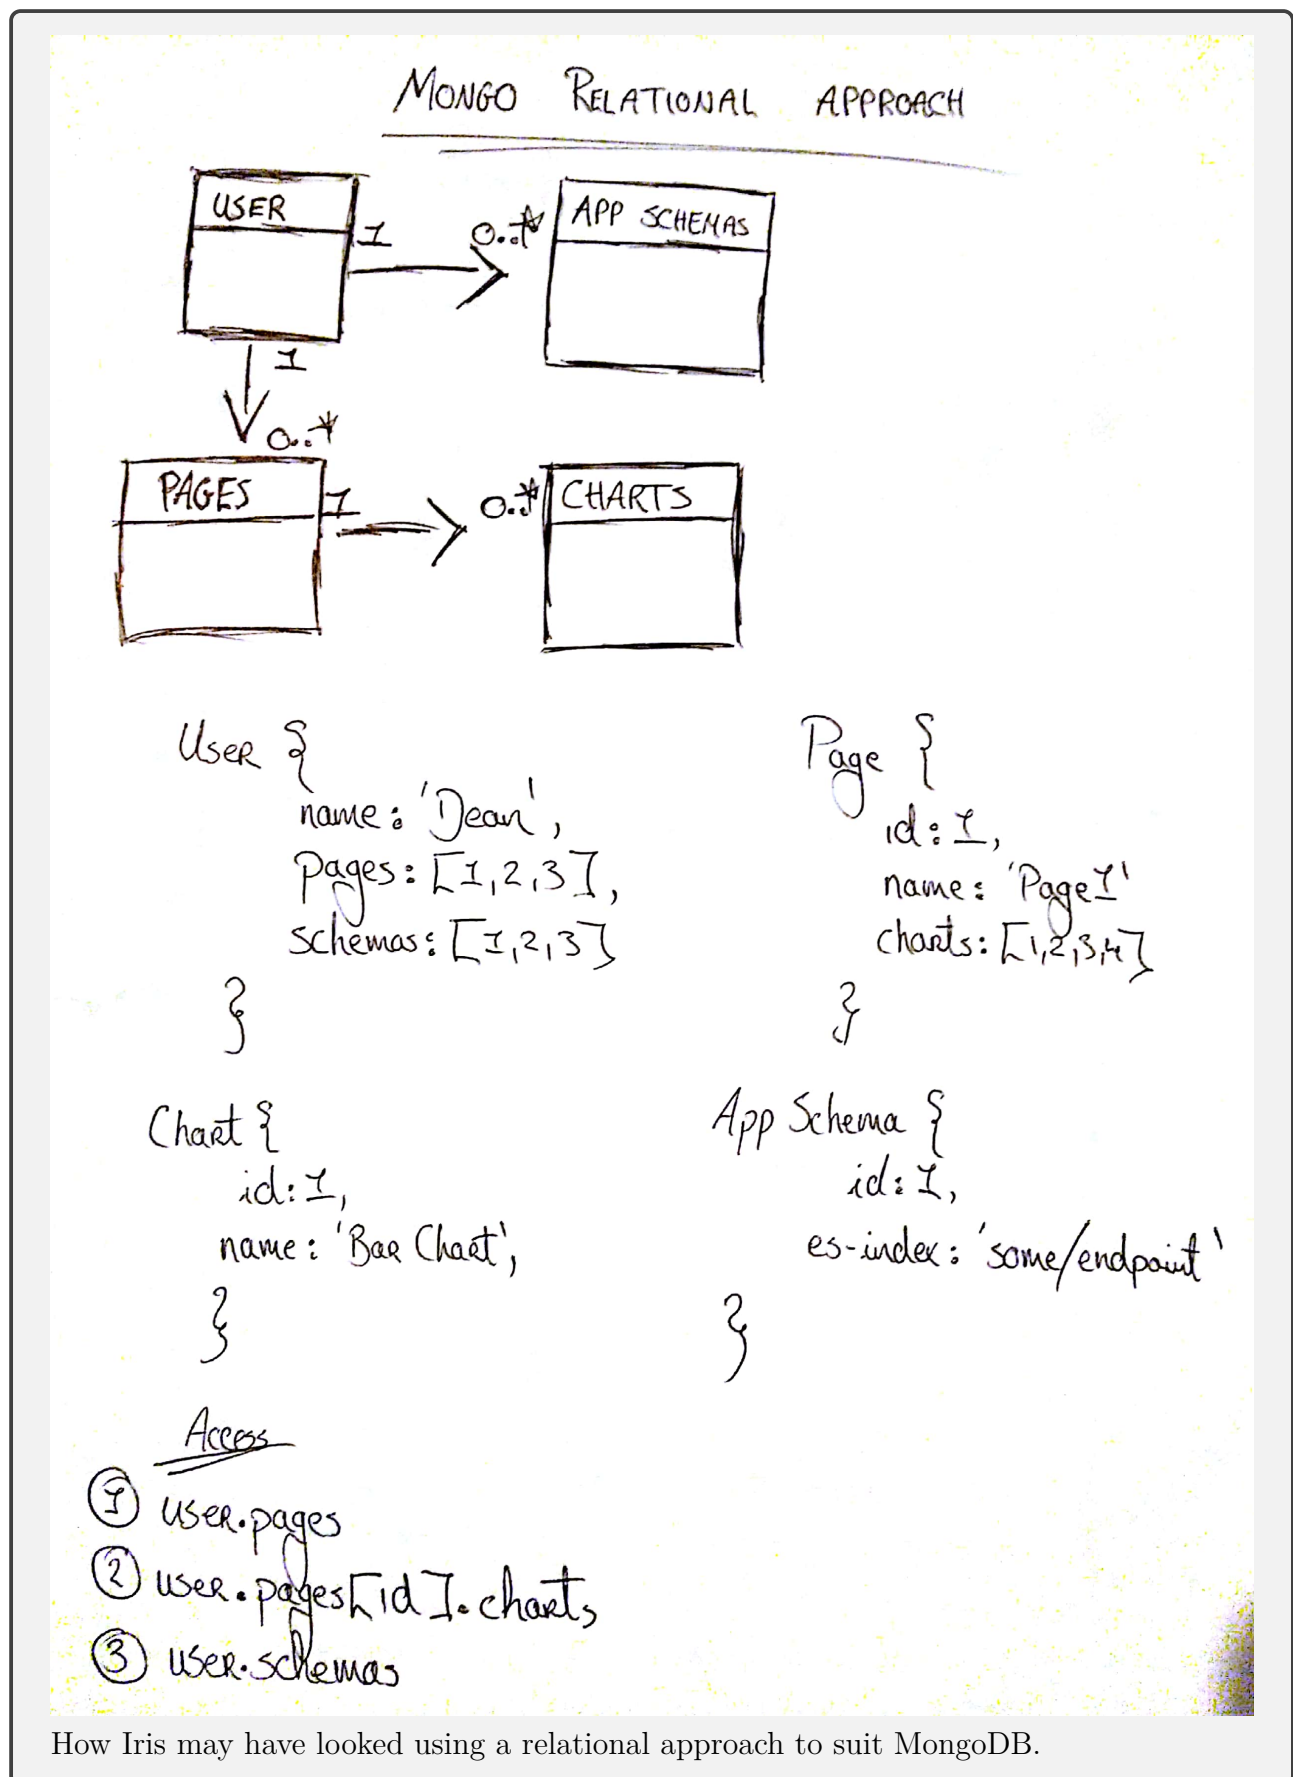 MONGO RELATIONAL APPROACH
USER
1
0..*
APP SCHEMAS
1
0..*
PAGES
1
0..*
CHARTS
User {
name: 'Dean',
pages: [1,2,3],
schemas: [1,2,3]
}
Page {
id: 1,
name: 'Page1'
charts: [1,2,3,4]
}
Chart {
id: 1,
name: 'Bar Chart',
}
App Schema {
id: 1,
es-index: 'some/endpoint'
}
Access
1 user.pages
2 user.pages[id].charts
3 user.schemas
How Iris may have looked using a relational approach to suit MongoDB.